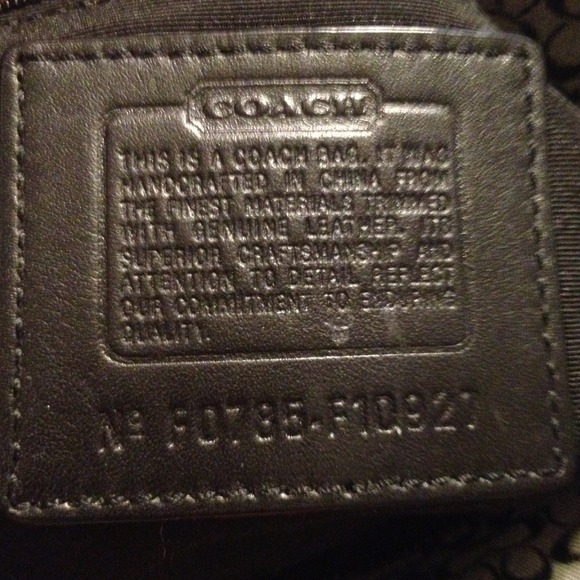 COACH
THIS IS A COACH BAG. IT WAS
HANDCRAFTED IN CHINA FROM
THE FINEST MATERIALS TRIMMED
WITH GENUINE LEATHER. ITS
SUPERIOR CRAFTSMANSHIP AND
ATTENTION TO DETAIL REFLECT
OUR COMMITMENT TO ENDURING
QUALITY.
Nº F0795-F10927